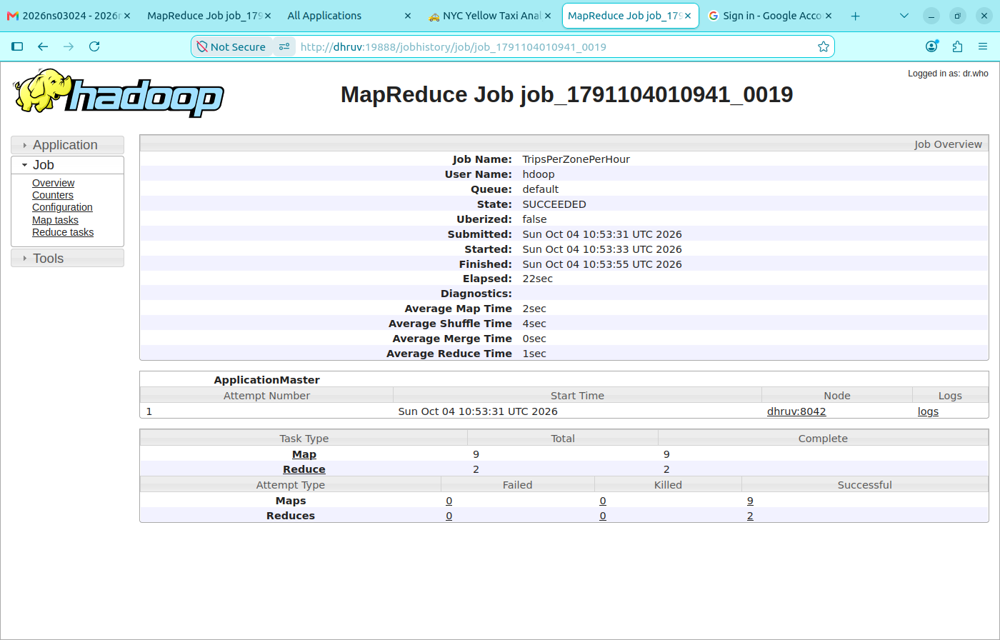 2026ns03024 - 2026r
MapReduce Job job_179
All Applications
NYC Yellow Taxi Anal
MapReduce Job job_179
Sign in - Google Acco
Not Secure
http://dhruv:19888/jobhistory/job/job_1791104010941_0019
Logged in as: dr.who
hadoop
MapReduce Job job_1791104010941_0019
Application
Job
Overview
Counters
Configuration
Map tasks
Reduce tasks
Tools
Job Overview
Job Name: TripsPerZonePerHour
User Name: hdoop
Queue: default
State: SUCCEEDED
Uberized: false
Submitted: Sun Oct 04 10:53:31 UTC 2026
Started: Sun Oct 04 10:53:33 UTC 2026
Finished: Sun Oct 04 10:53:55 UTC 2026
Elapsed: 22sec
Diagnostics:
Average Map Time 2sec
Average Shuffle Time 4sec
Average Merge Time 0sec
Average Reduce Time 1sec
ApplicationMaster
Attempt Number Start Time Node Logs
1 Sun Oct 04 10:53:31 UTC 2026 dhruv:8042 logs
Task Type Total Complete
Map 9 9
Reduce 2 2
Attempt Type Failed Killed Successful
Maps 0 0 9
Reduces 0 0 2